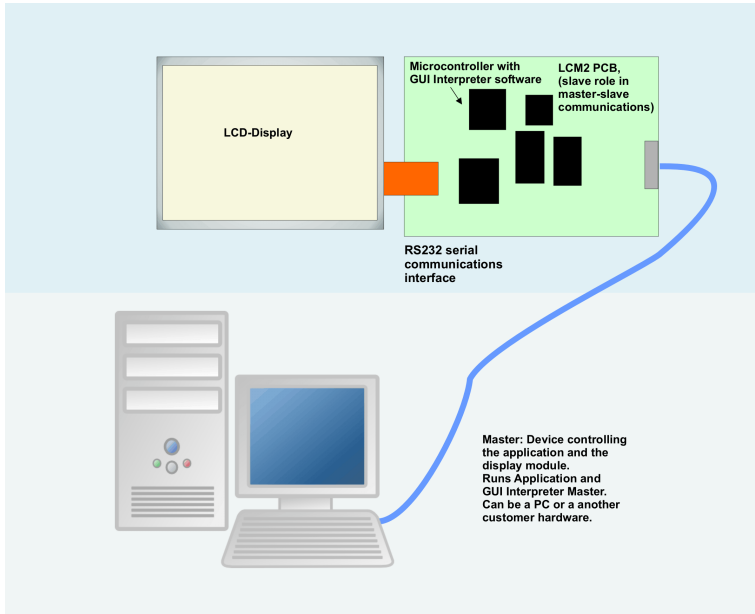 Microcontroller with
GUI Interpreter software
LCM2 PCB,
(slave role in
master-slave
communications)
LCD-Display
RS232 serial
communications
interface
Master: Device controlling
the application and the
display module.
Runs Application and
GUI Interpreter Master.
Can be a PC or a another
customer hardware.